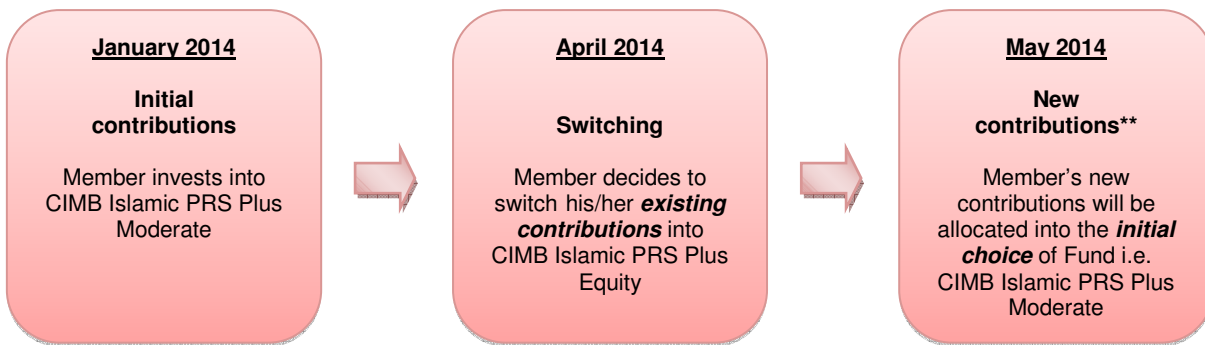 January 2014
Initial
contributions
Member invests into
CIMB Islamic PRS Plus
Moderate
April 2014
Switching
Member decides to
switch his/her existing
contributions into
CIMB Islamic PRS Plus
Equity
May 2014
New
contributions**
Member's new
contributions will be
allocated into the initial
choice of Fund i.e.
CIMB Islamic PRS Plus
Moderate